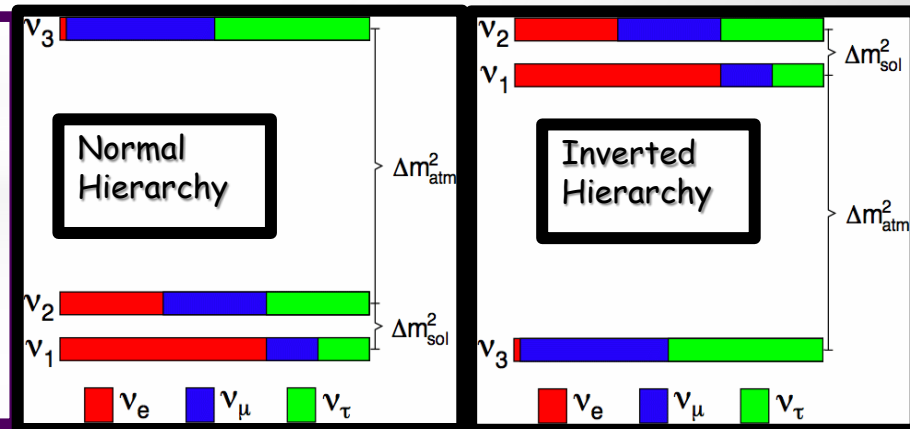 ν₃
Normal
Hierarchy
Δm²atm
ν₂
Δm²sol
ν₁
νe νμ ντ
ν₂
Δm²sol
ν₁
Inverted
Hierarchy
Δm²atm
ν₃
νe νμ ντ